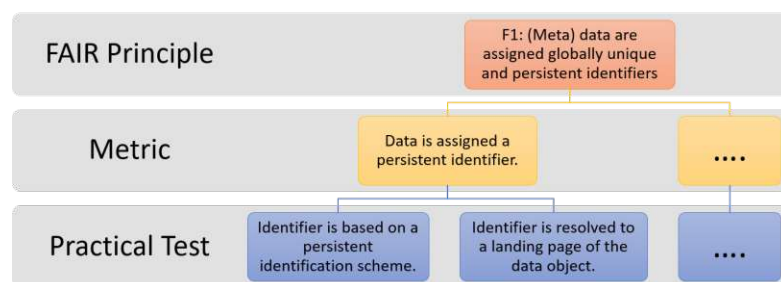 FAIR Principle
F1: (Meta) data are
assigned globally unique
and persistent identifiers
Metric
Data is assigned a
persistent identifier.
....
Practical Test
Identifier is based on a
persistent
identification scheme.
Identifier is resolved to
a landing page of the
data object.
....